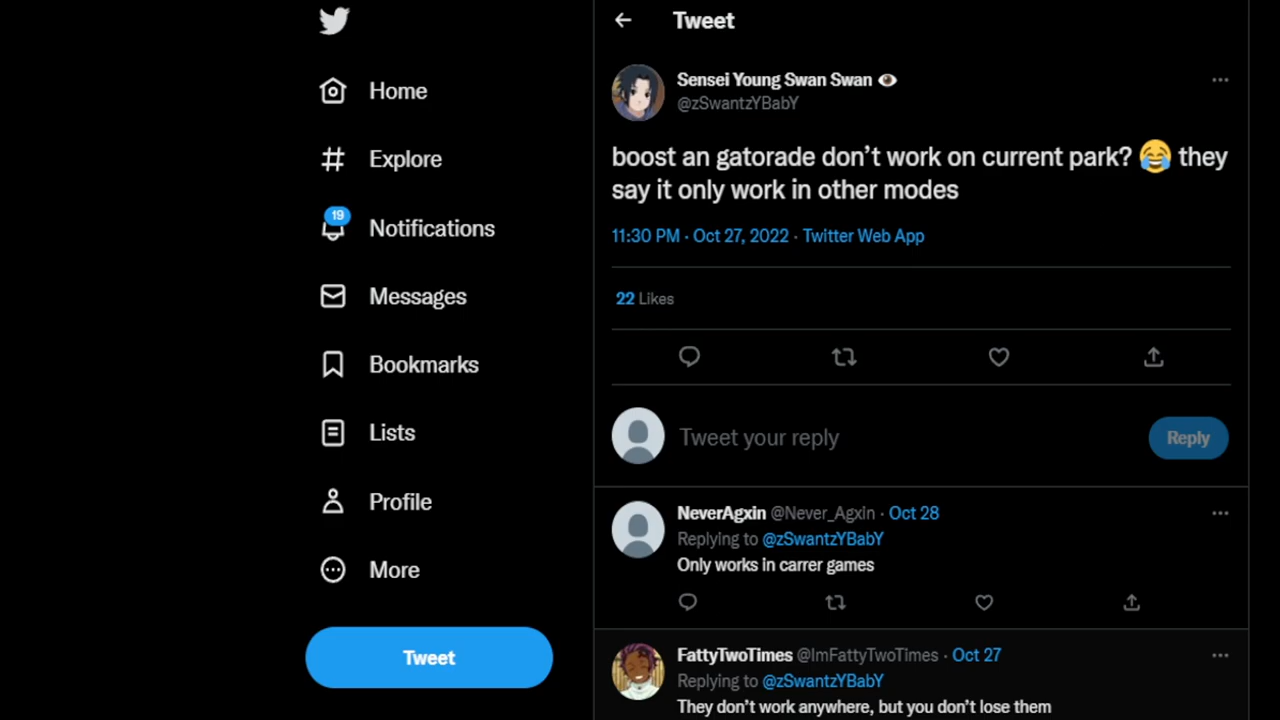 Tweet
Home
Explore
19
Notifications
Messages
Bookmarks
Lists
Profile
More
Tweet
Sensei Young Swan Swan 👁
@zSwantzYBabY
boost an gatorade don’t work on current park? 😂 they
say it only work in other modes
11:30 PM · Oct 27, 2022 · Twitter Web App
22 Likes
Tweet your reply
Reply
NeverAgxin @Never_Agxin · Oct 28
Replying to @zSwantzYBabY
Only works in carrer games
FattyTwoTimes @ImFattyTwoTimes · Oct 27
Replying to @zSwantzYBabY
They don’t work anywhere, but you don’t lose them